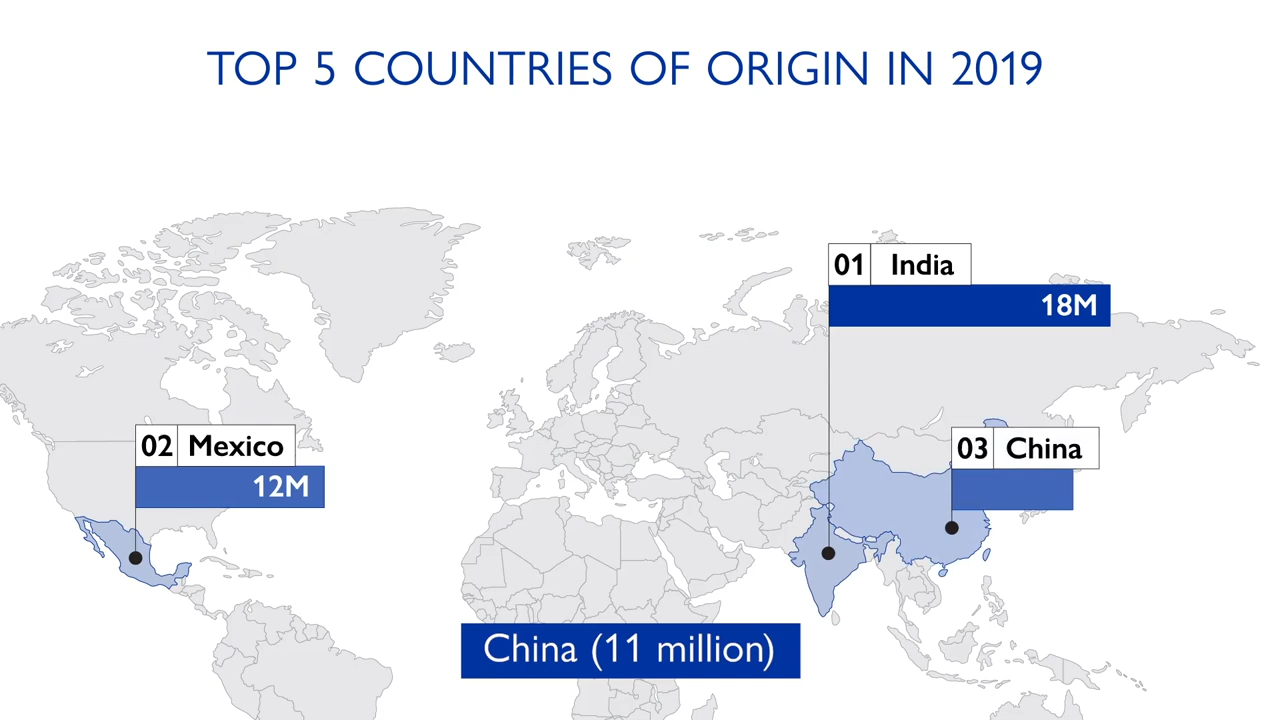 TOP 5 COUNTRIES OF ORIGIN IN 2019
01 India
18M
02 Mexico
12M
03 China
China (11 million)